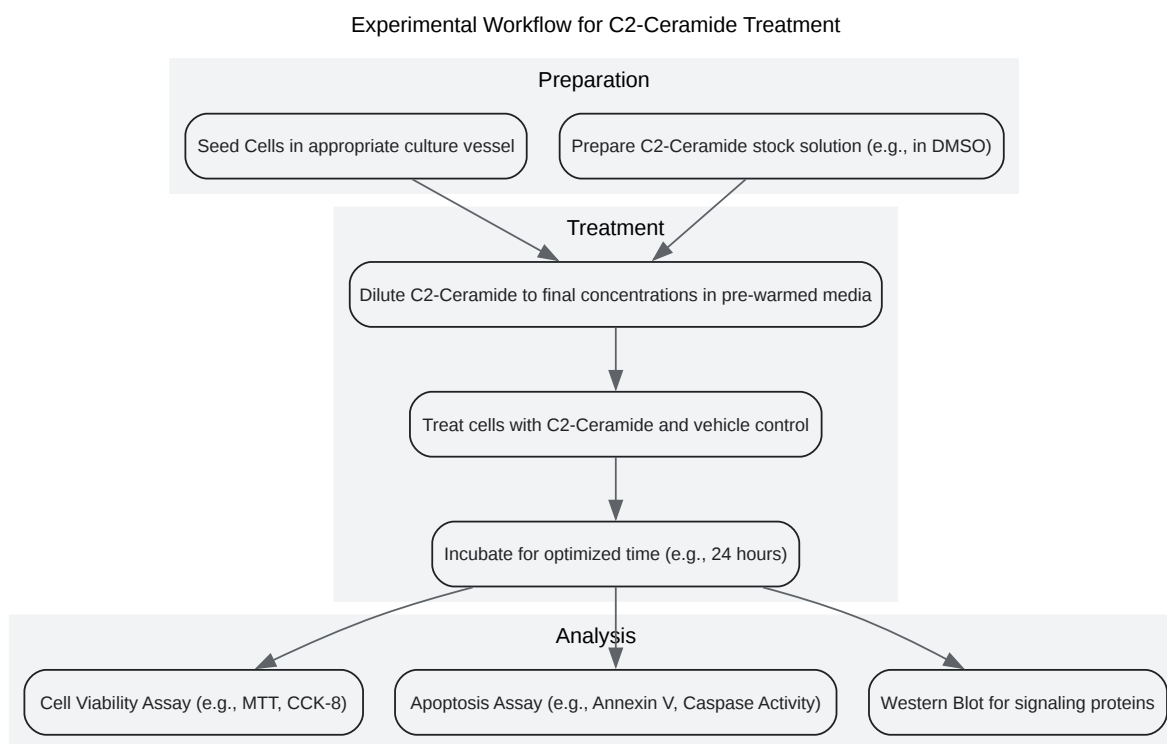 Experimental Workflow for C2-Ceramide Treatment
Preparation
Seed Cells in appropriate culture vessel
Prepare C2-Ceramide stock solution (e.g., in DMSO)
Treatment
Dilute C2-Ceramide to final concentrations in pre-warmed media
Treat cells with C2-Ceramide and vehicle control
Incubate for optimized time (e.g., 24 hours)
Analysis
Cell Viability Assay (e.g., MTT, CCK-8)
Apoptosis Assay (e.g., Annexin V, Caspase Activity)
Western Blot for signaling proteins